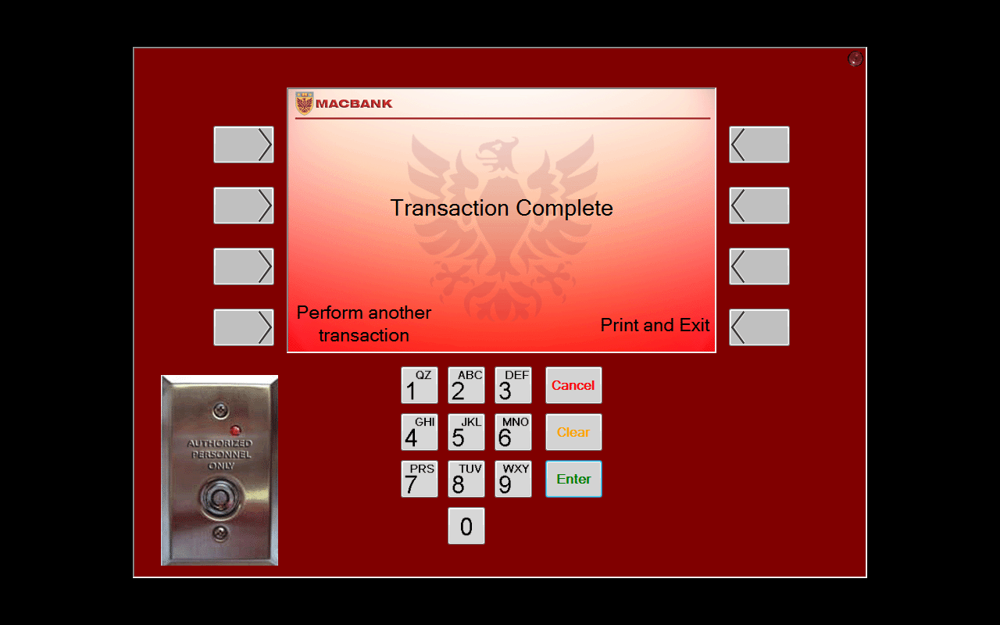 MACBANK
Transaction Complete
Perform another
transaction
Print and Exit
QZ ABC DEF
1 2 3 Cancel
GHI JKL MNO
4 5 6 Clear
PRS TUV WXY
7 8 9 Enter
0
AUTHORIZED
PERSONNEL
ONLY